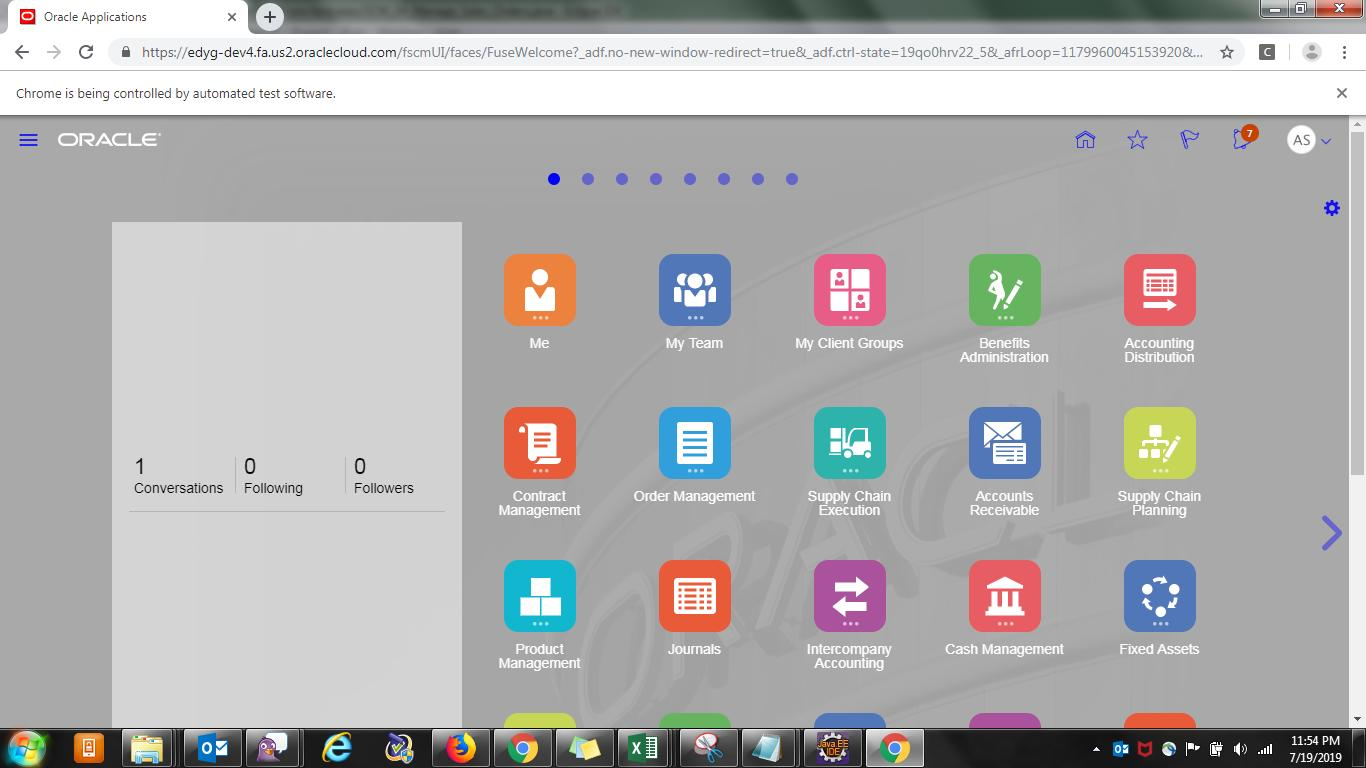 Oracle Applications
https://edyg-dev4.fa.us2.oraclecloud.com/fscmUI/faces/FuseWelcome?_adf.no-new-window-redirect=true&_adf.ctrl-state=19qo0hrv22_5&_afrLoop=1179960045153920&...
C
Chrome is being controlled by automated test software.
ORACLE
7
AS
Me
My Team
My Client Groups
Benefits
Administration
Accounting
Distribution
1
Conversations
0
Following
0
Followers
Contract
Management
Order Management
Supply Chain
Execution
Accounts
Receivable
Supply Chain
Planning
Product
Management
Journals
Intercompany
Accounting
Cash Management
Fixed Assets
Java EE
IDE
11:54 PM
7/19/2019